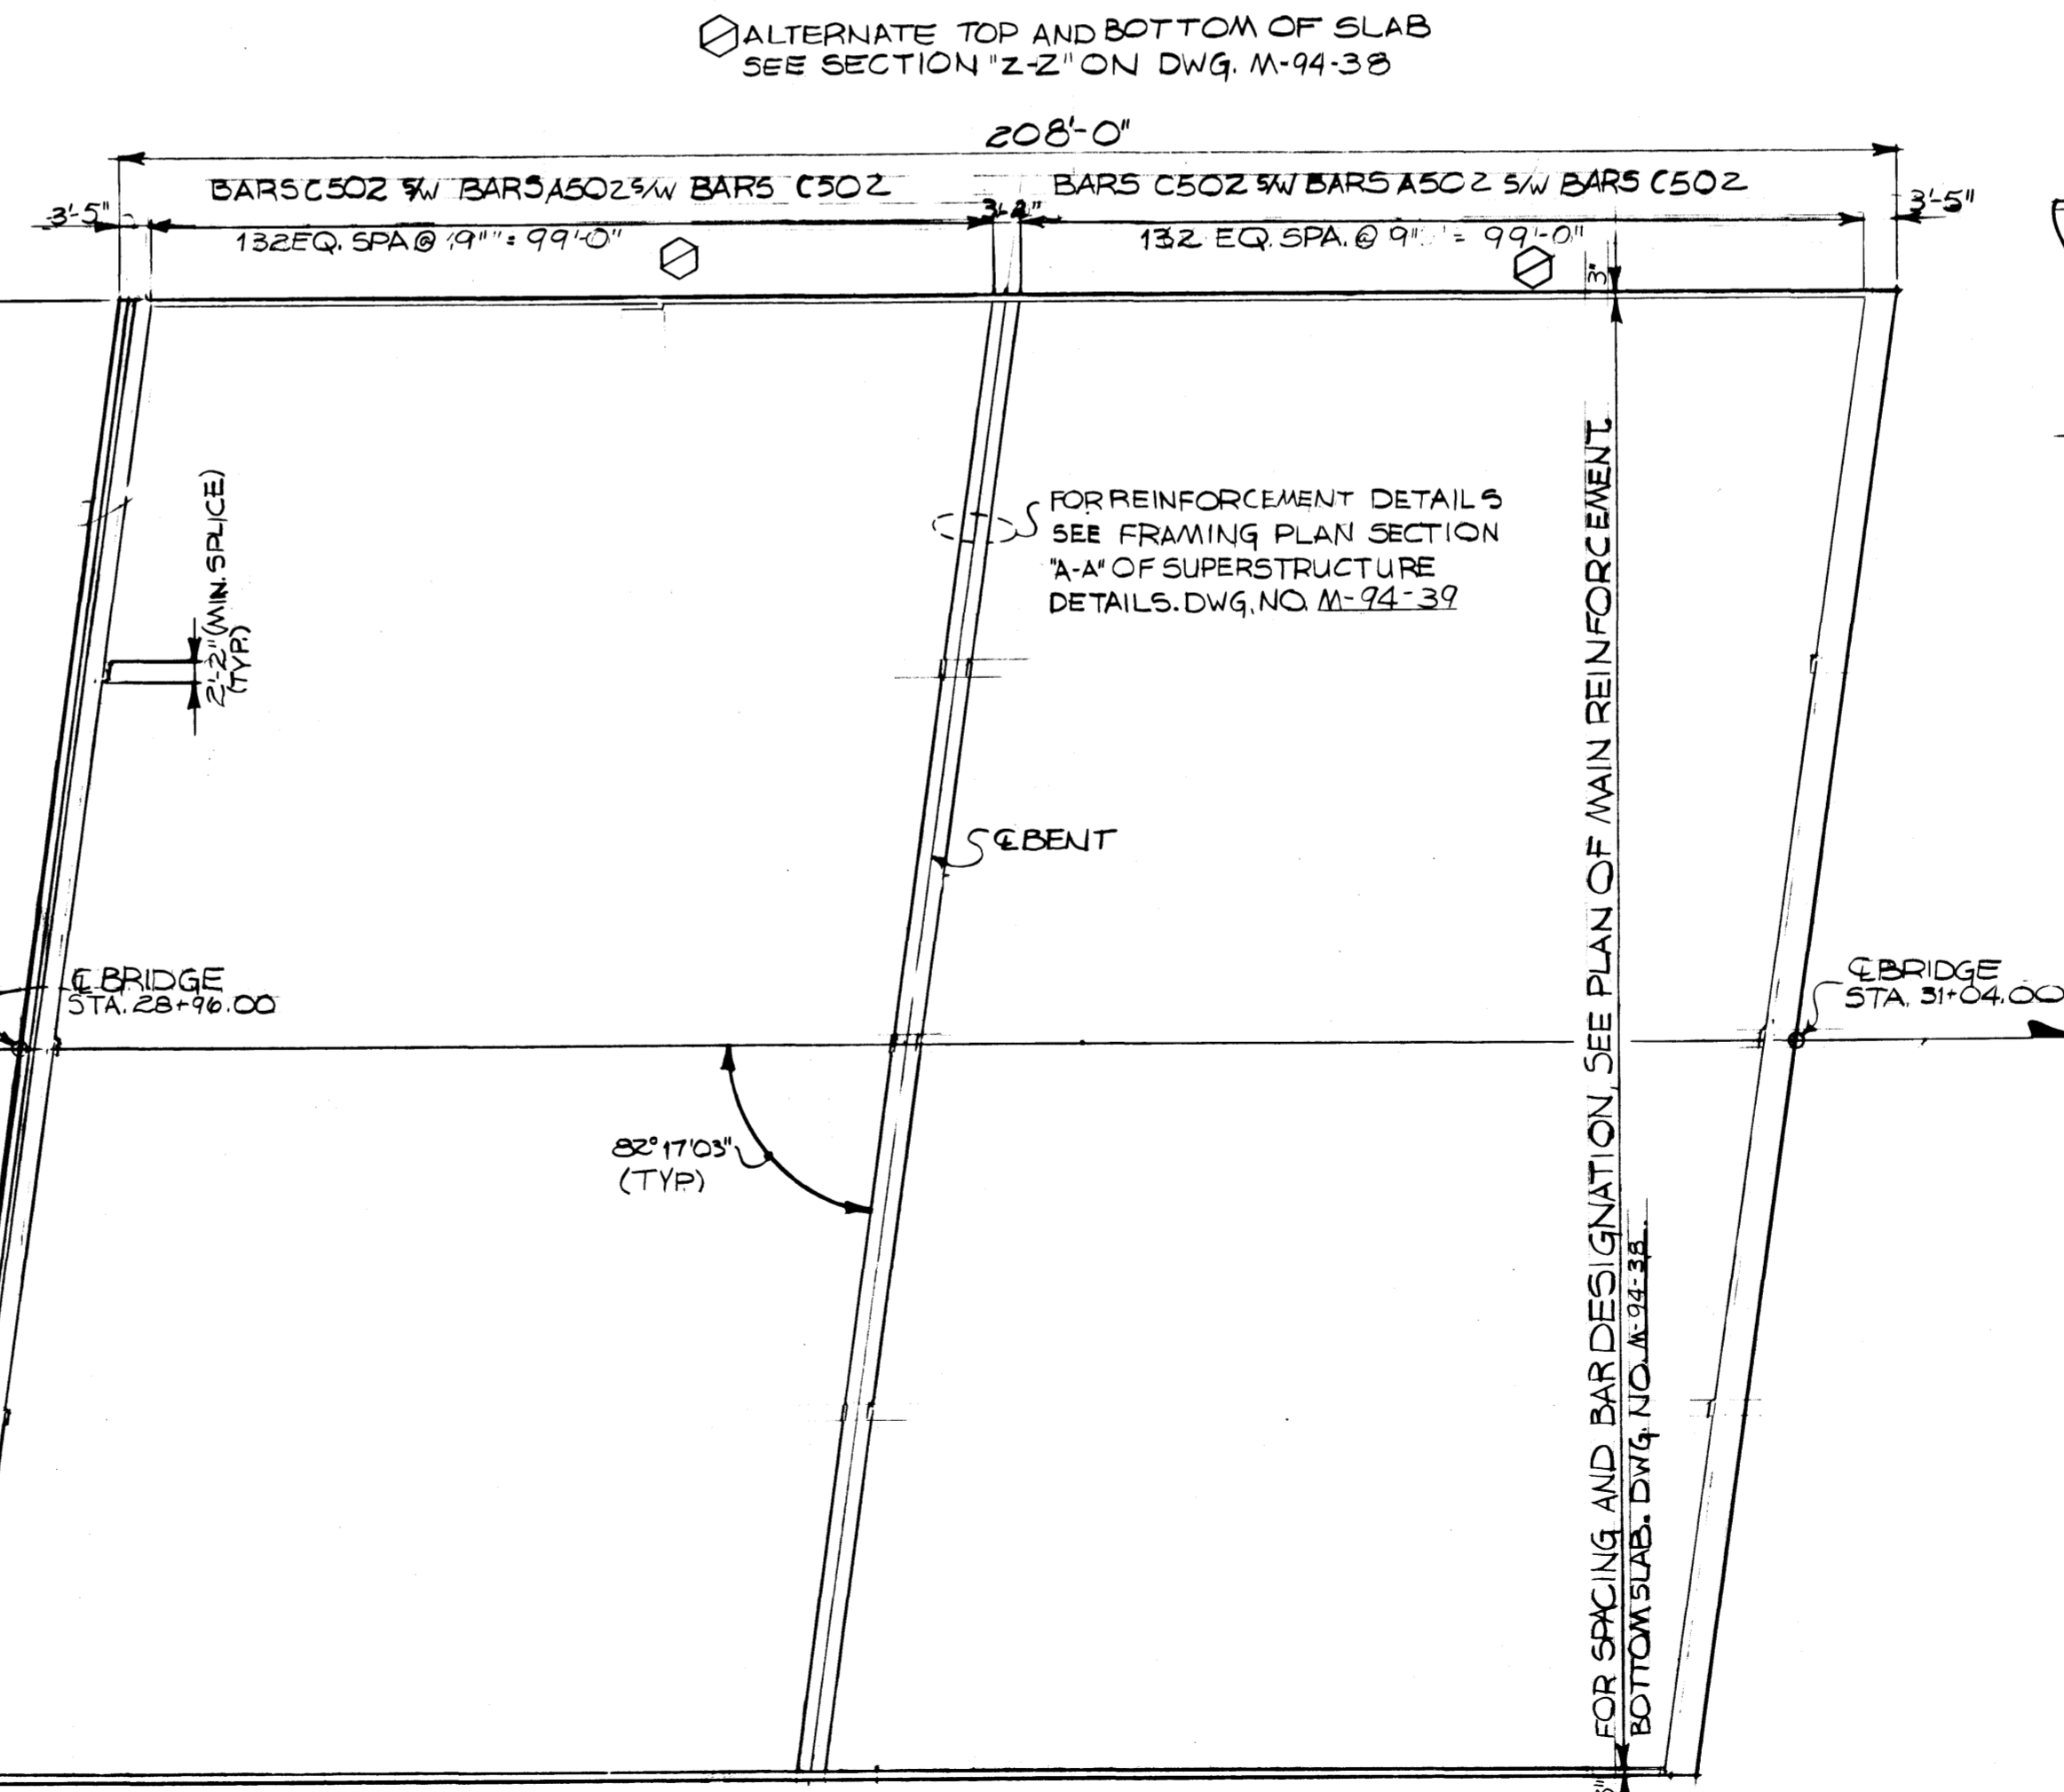 ALTERNATE TOP AND BOTTOM OF SLAB
SEE SECTION "Z-Z" ON DWG. M-94-38
208'-0"
BARS C502 S/W BARS A502 S/W BARS C502
BARS C502 S/W BARS A502 S/W BARS C502
3'-5"
3'-2"
3'-5"
132 EQ. SPA @ 9" = 99'-0"
132 EQ. SPA. @ 9" = 99'-0"
3"
2'-2" (MIN. SPLICE)
(TYP.)
FOR REINFORCEMENT DETAILS
SEE FRAMING PLAN SECTION
"A-A" OF SUPERSTRUCTURE
DETAILS. DWG. NO. M-94-39
℄ BENT
℄ BRIDGE
STA. 28+96.00
℄ BRIDGE
STA. 31+04.00
82°17'03"
(TYP.)
FOR SPACING AND BAR DESIGNATION, SEE PLAN OF MAIN REINFORCEMENT.
BOTTOM SLAB. DWG. NO. M-94-38.